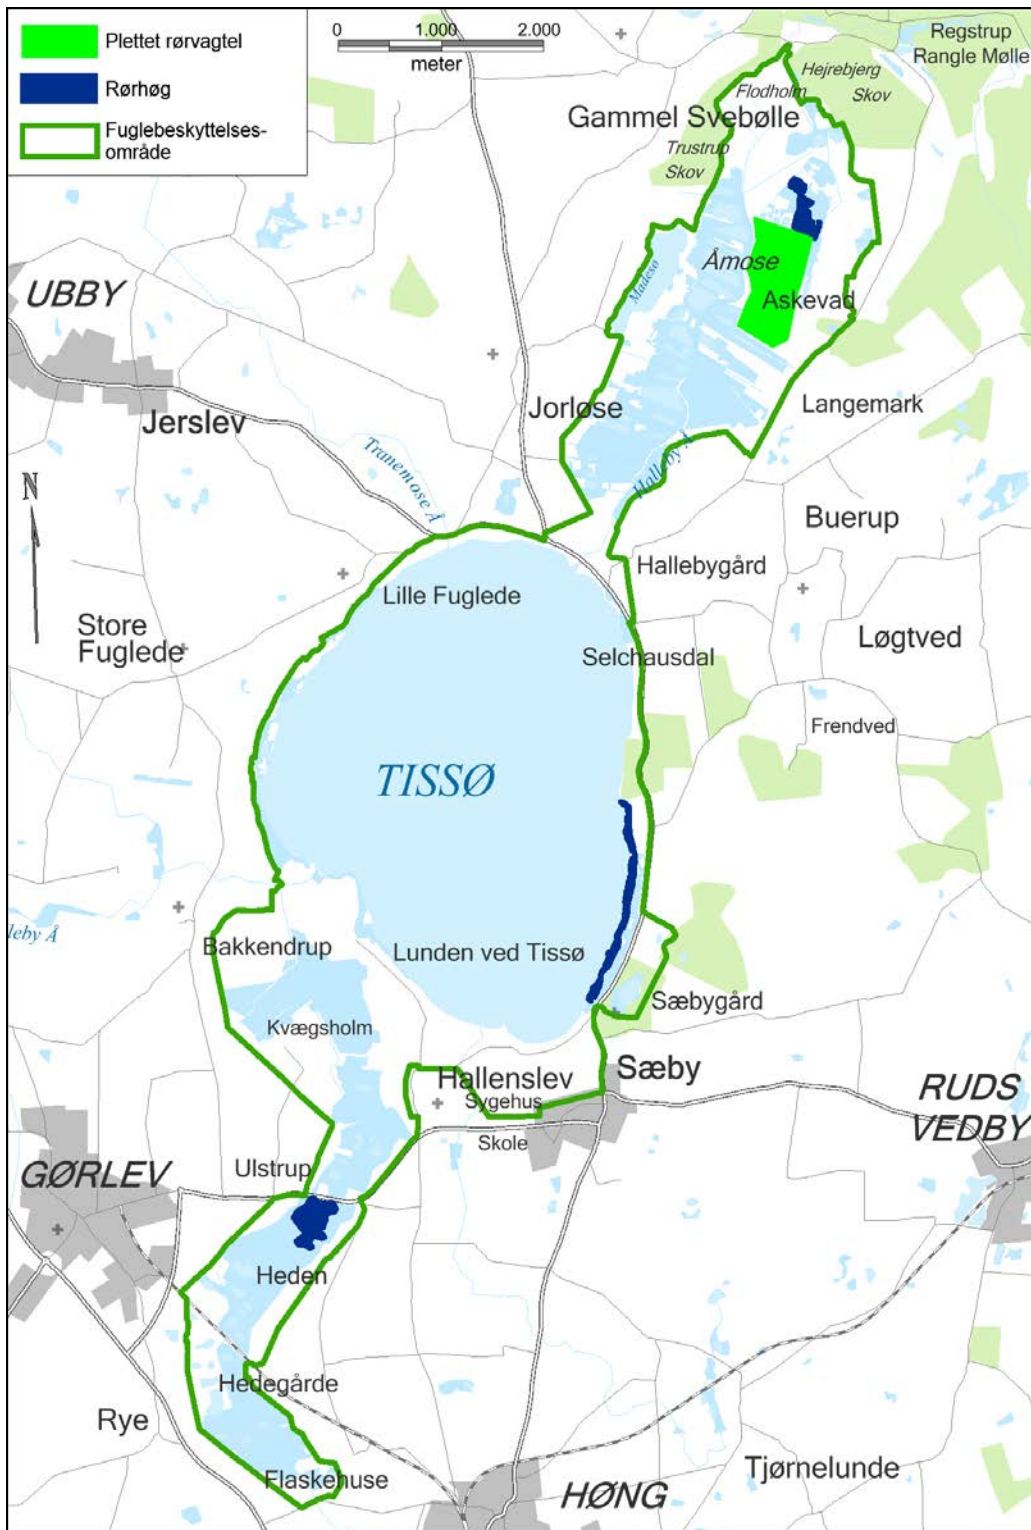 Plettet rørvagtel
Rørhøg
Fuglebeskyttelses-
område
0 1.000 2.000
meter
Regstrup
Rangle Mølle
Hejrebjerg
Skov
Flodholm
Gammel Svebølle
Trustrup
Skov
Åmose
Madesø
Askevad
UBBY
Jorløse
Langemark
Jerslev
Halleby Å
Tranemose Å
N
Buerup
Hallebygård
Lille Fuglede
Store
Fuglede
Løgtved
Selchausdal
Frendved
TISSØ
leby Å
Bakkendrup
Lunden ved Tissø
Sæbygård
Kvægsholm
Hallenslev
Sæby
Sygehus
RUDS
VEDBY
Skole
Ulstrup
GØRLEV
Heden
Hedegårde
Rye
Flaskehuse
Tjørnelunde
HØNG